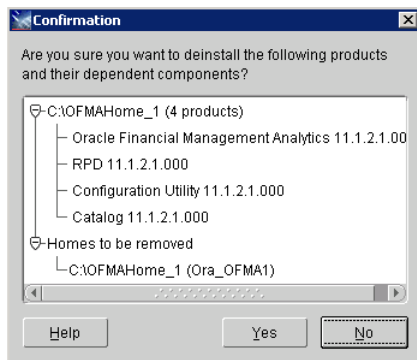 Confirmation
Are you sure you want to deinstall the following products
and their dependent components?
C:\OFMAHome_1 (4 products)
Oracle Financial Management Analytics 11.1.2.1.00
RPD 11.1.2.1.000
Configuration Utility 11.1.2.1.000
Catalog 11.1.2.1.000
Homes to be removed
C:\OFMAHome_1 (Ora_OFMA1)
Help
Yes
No